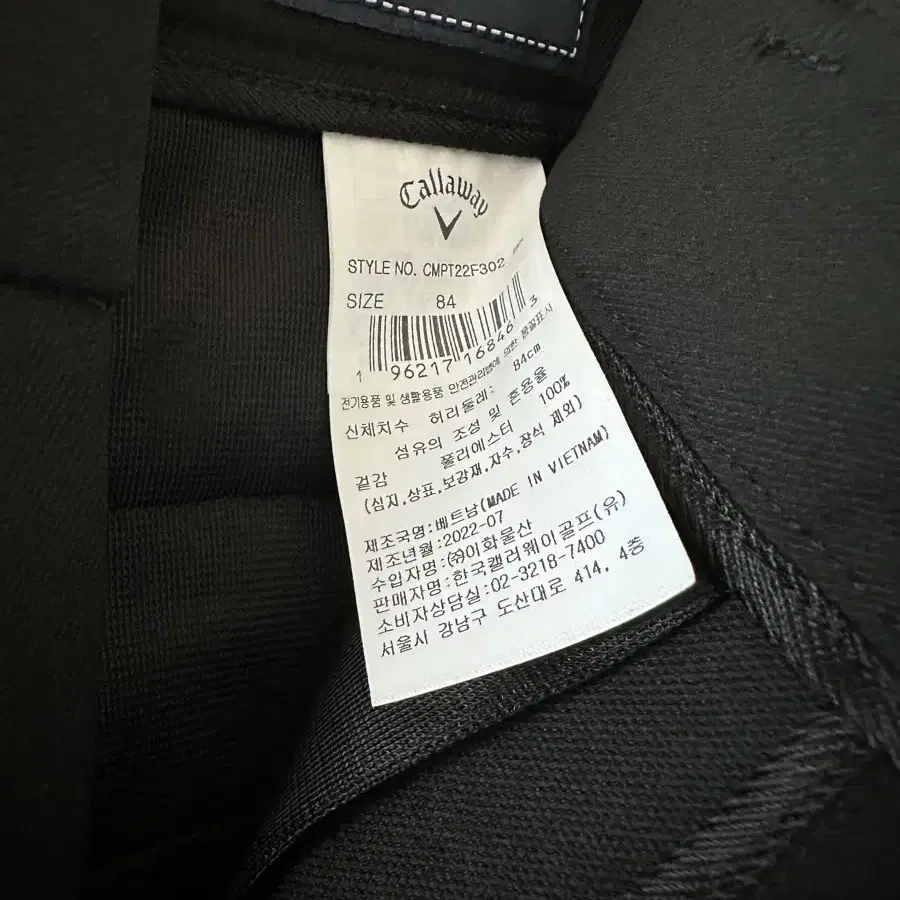 Callaway
STYLE NO. CMPT22F302
SIZE 84
1 96217 16846 3
전기용품 및 생활용품 안전관리법에 의한 품질표시
신체치수 허리둘레: 84cm
섬유의 조성 및 혼용율
겉감 폴리에스터 100%
(심지,상표,보강재,자수,장식 제외)
제조국명:베트남(MADE IN VIETNAM)
제조년월:2022-07
수입자명:㈜이화물산
판매자명:한국캘러웨이골프(유)
소비자상담실:02-3218-7400
서울시 강남구 도산대로 414, 4층